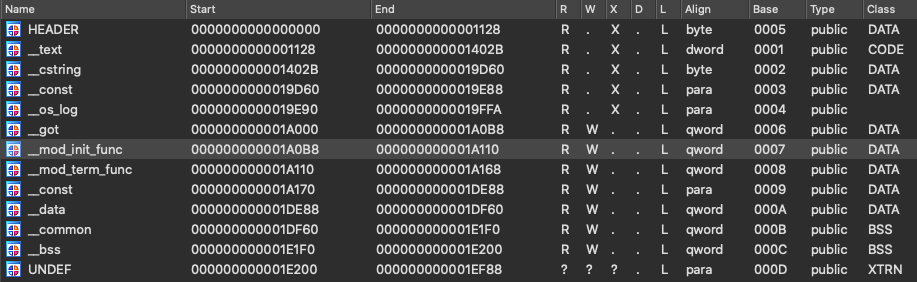 Name Start End R W X D L Align Base Type Class
HEADER 0000000000000000 0000000000001128 R . X . L byte 0005 public DATA
__text 0000000000001128 000000000001402B R . X . L dword 0001 public CODE
__cstring 000000000001402B 0000000000019D60 R . X . L byte 0002 public DATA
__const 0000000000019D60 0000000000019E88 R . X . L para 0003 public DATA
__os_log 0000000000019E90 0000000000019FFA R . X . L para 0004 public
__got 000000000001A000 000000000001A0B8 R W . . L qword 0006 public DATA
__mod_init_func 000000000001A0B8 000000000001A110 R W . . L qword 0007 public DATA
__mod_term_func 000000000001A110 000000000001A168 R W . . L qword 0008 public DATA
__const 000000000001A170 000000000001DE88 R W . . L para 0009 public DATA
__data 000000000001DE88 000000000001DF60 R W . . L qword 000A public DATA
__common 000000000001DF60 000000000001E1F0 R W . . L qword 000B public BSS
__bss 000000000001E1F0 000000000001E200 R W . . L qword 000C public BSS
UNDEF 000000000001E200 000000000001EF88 ? ? ? . L para 000D public XTRN